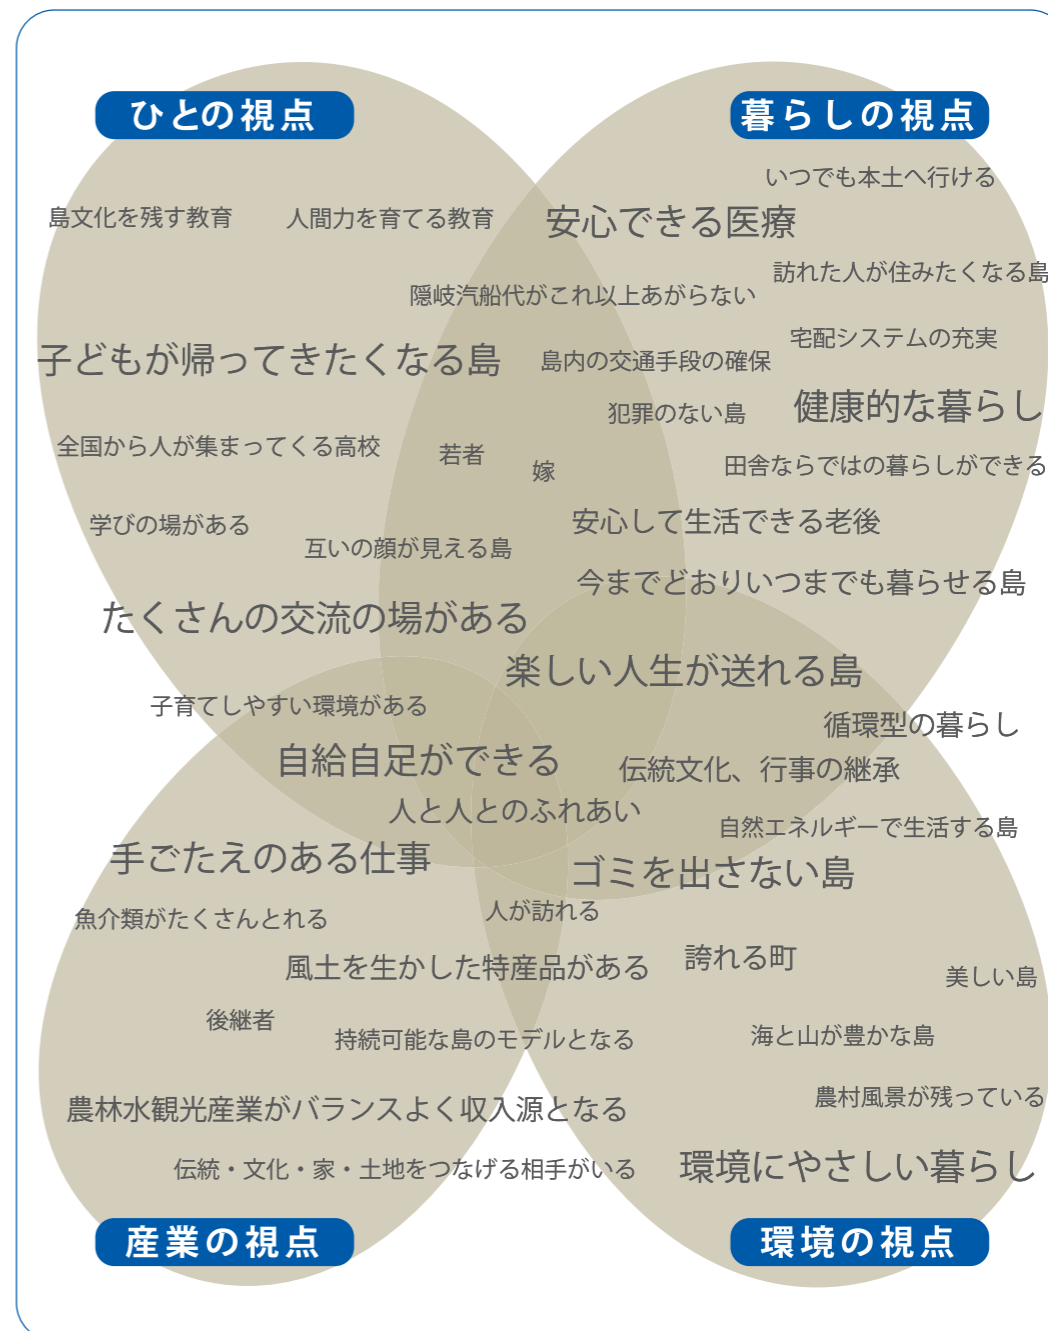 ひとの視点
暮らしの視点
いつでも本土へ行ける
島文化を残す教育
人間力を育てる教育
安心できる医療
訪れた人が住みたくなる島
隠岐汽船代がこれ以上あがらない
宅配システムの充実
子どもが帰ってきたくなる島
島内の交通手段の確保
健康的な暮らし
犯罪のない島
全国から人が集まってくる高校
若者
嫁
田舎ならではの暮らしができる
学びの場がある
安心して生活できる老後
互いの顔が見える島
今までどおりいつまでも暮らせる島
たくさんの交流の場がある
楽しい人生が送れる島
子育てしやすい環境がある
循環型の暮らし
自給自足ができる
伝統文化、行事の継承
人と人とのふれあい
自然エネルギーで生活する島
手ごたえのある仕事
ゴミを出さない島
魚介類がたくさんとれる
人が訪れる
風土を生かした特産品がある
誇れる町
美しい島
後継者
持続可能な島のモデルとなる
海と山が豊かな島
農林水観光産業がバランスよく収入源となる
農村風景が残っている
伝統・文化・家・土地をつなげる相手がいる
環境にやさしい暮らし
産業の視点
環境の視点